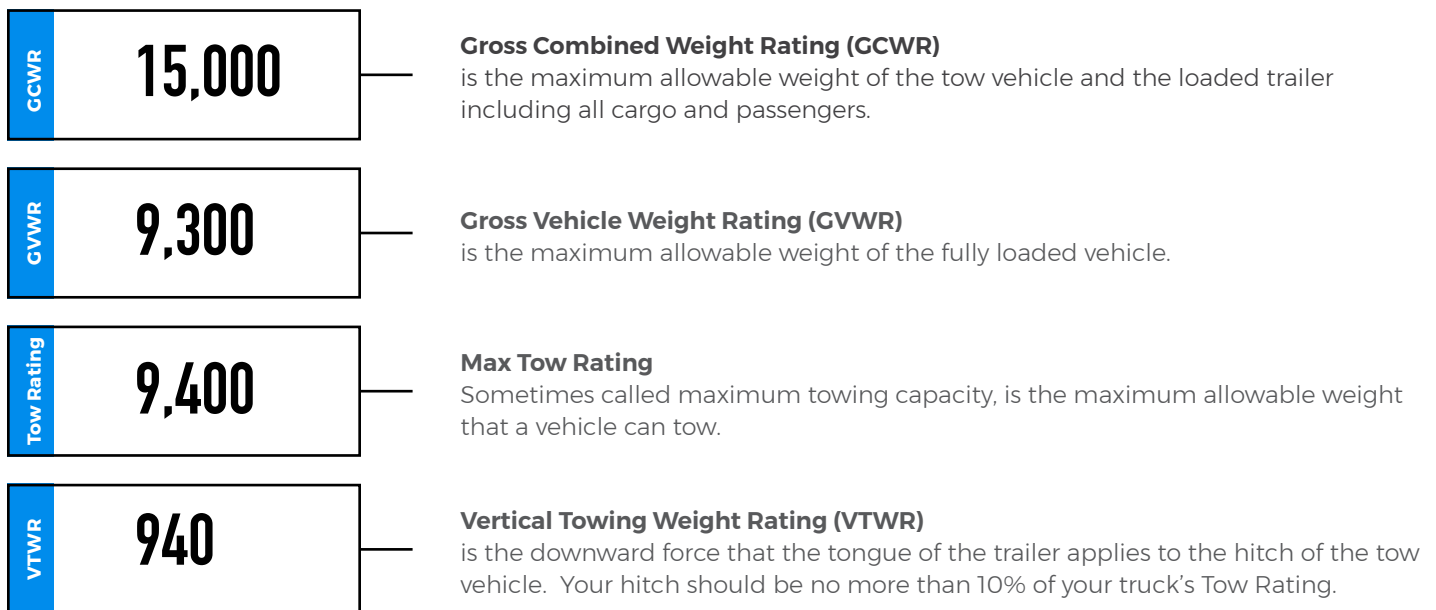 GCWR
15,000
Gross Combined Weight Rating (GCWR)
is the maximum allowable weight of the tow vehicle and the loaded trailer
including all cargo and passengers.
GVWR
9,300
Gross Vehicle Weight Rating (GVWR)
is the maximum allowable weight of the fully loaded vehicle.
Tow Rating
9,400
Max Tow Rating
Sometimes called maximum towing capacity, is the maximum allowable weight
that a vehicle can tow.
VTWR
940
Vertical Towing Weight Rating (VTWR)
is the downward force that the tongue of the trailer applies to the hitch of the tow
vehicle.  Your hitch should be no more than 10% of your truck's Tow Rating.